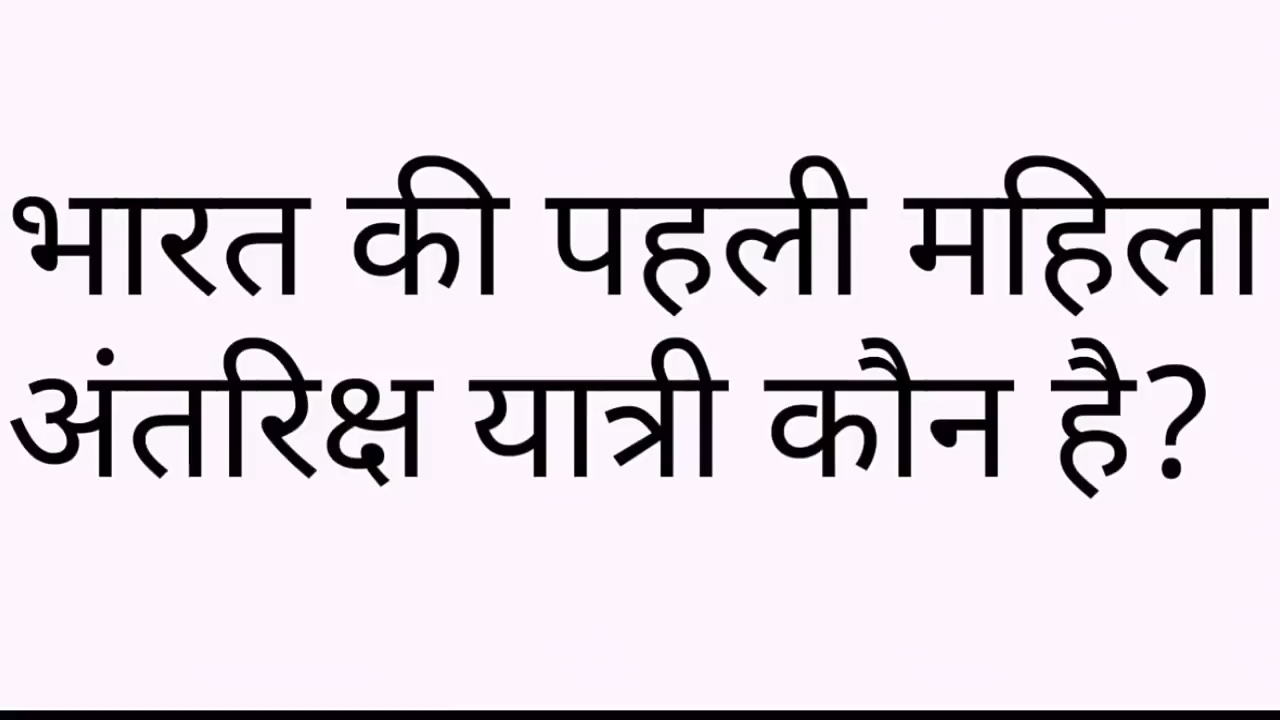 भारत की पहली महिला
अंतरिक्ष यात्री कौन है?